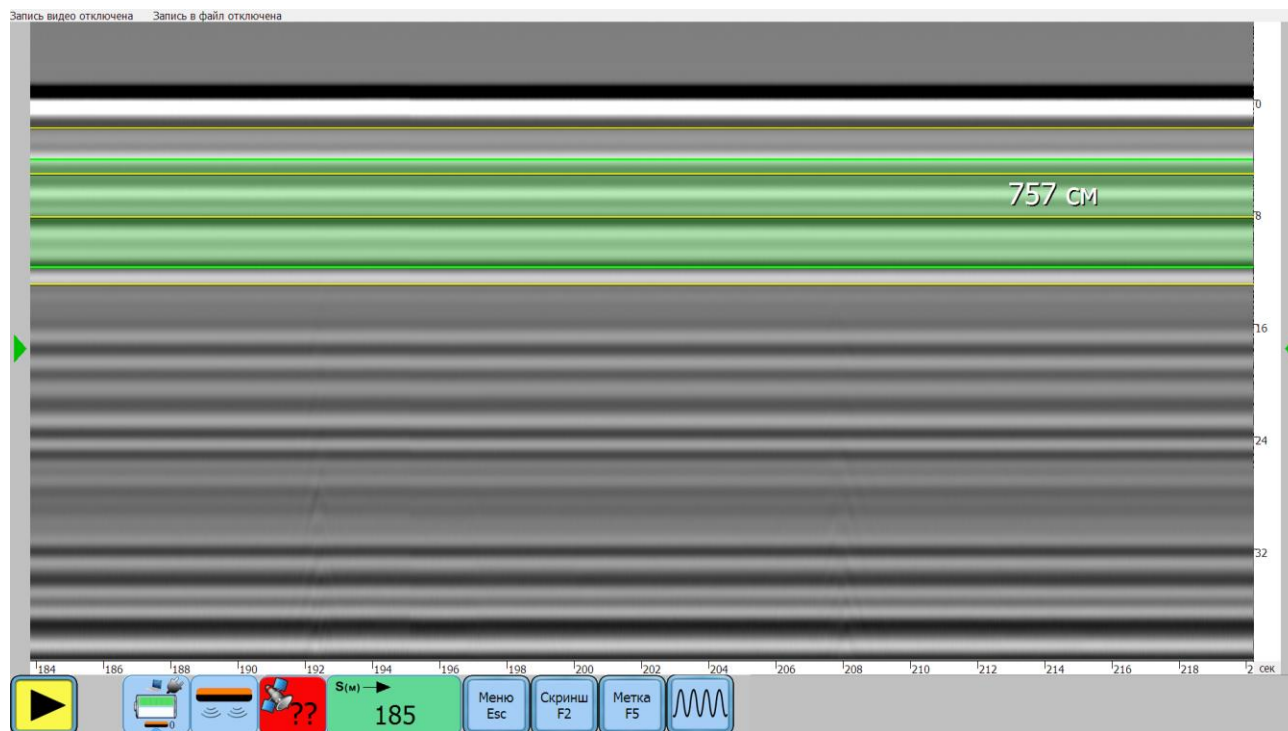 Запись видео отключена Запись в файл отключена
0
757 см
8
16
24
32
184 186 188 190 192 194 196 198 200 202 204 206 208 210 212 214 216 218 2 сек
S(м)
185
??
0
Меню
Esc
Скринш
F2
Метка
F5